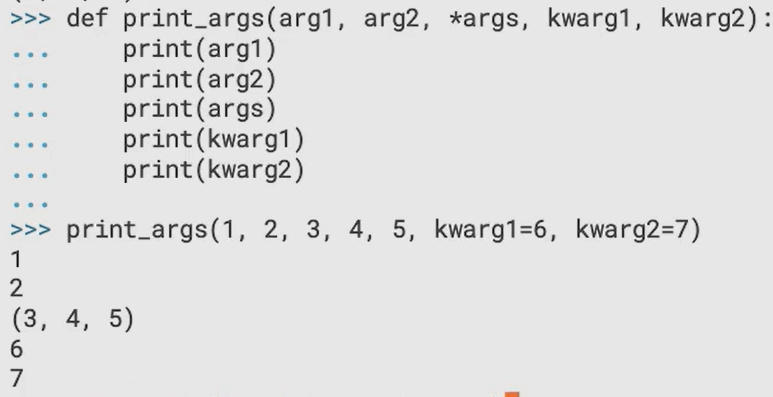 >>> def print_args(arg1, arg2, *args, kwarg1, kwarg2):
...     print(arg1)
...     print(arg2)
...     print(args)
...     print(kwarg1)
...     print(kwarg2)
...
>>> print_args(1, 2, 3, 4, 5, kwarg1=6, kwarg2=7)
1
2
(3, 4, 5)
6
7